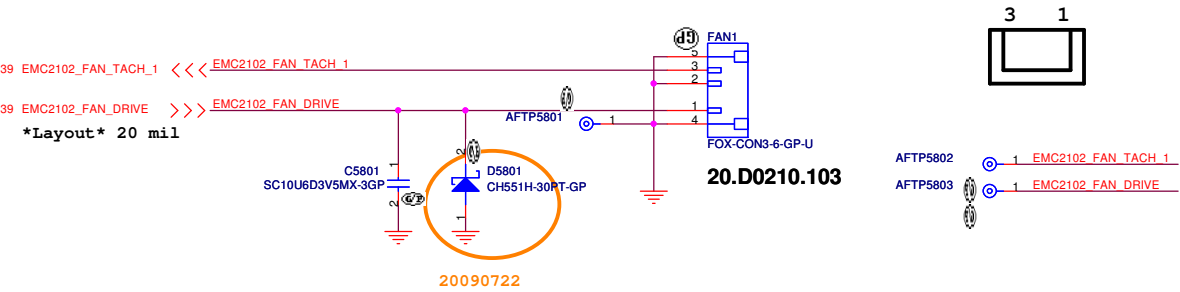 3 1
GP
FAN1
5
39 EMC2102_FAN_TACH_1
EMC2102_FAN_TACH_1
3
2
39 EMC2102_FAN_DRIVE
EMC2102_FAN_DRIVE
1
*Layout* 20 mil
AFTP5801
1
4
FOX-CON3-6-GP-U
20.D0210.103
AFTP5802
1
EMC2102_FAN_TACH_1
AFTP5803
1
EMC2102_FAN_DRIVE
1
2
C5801
SC10U6D3V5MX-3GP
D5801
CH551H-30PT-GP
2
1
20090722